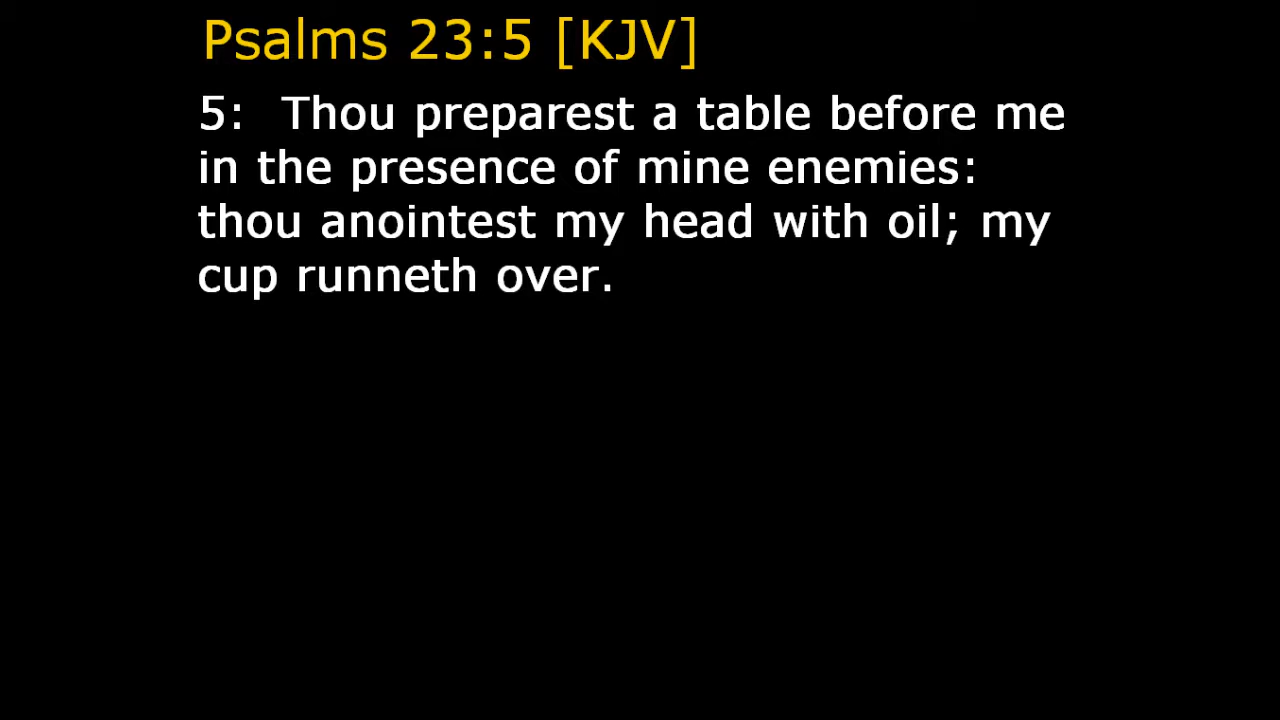 Psalms 23:5 [KJV]
5: Thou preparest a table before me
in the presence of mine enemies:
thou anointest my head with oil; my
cup runneth over.